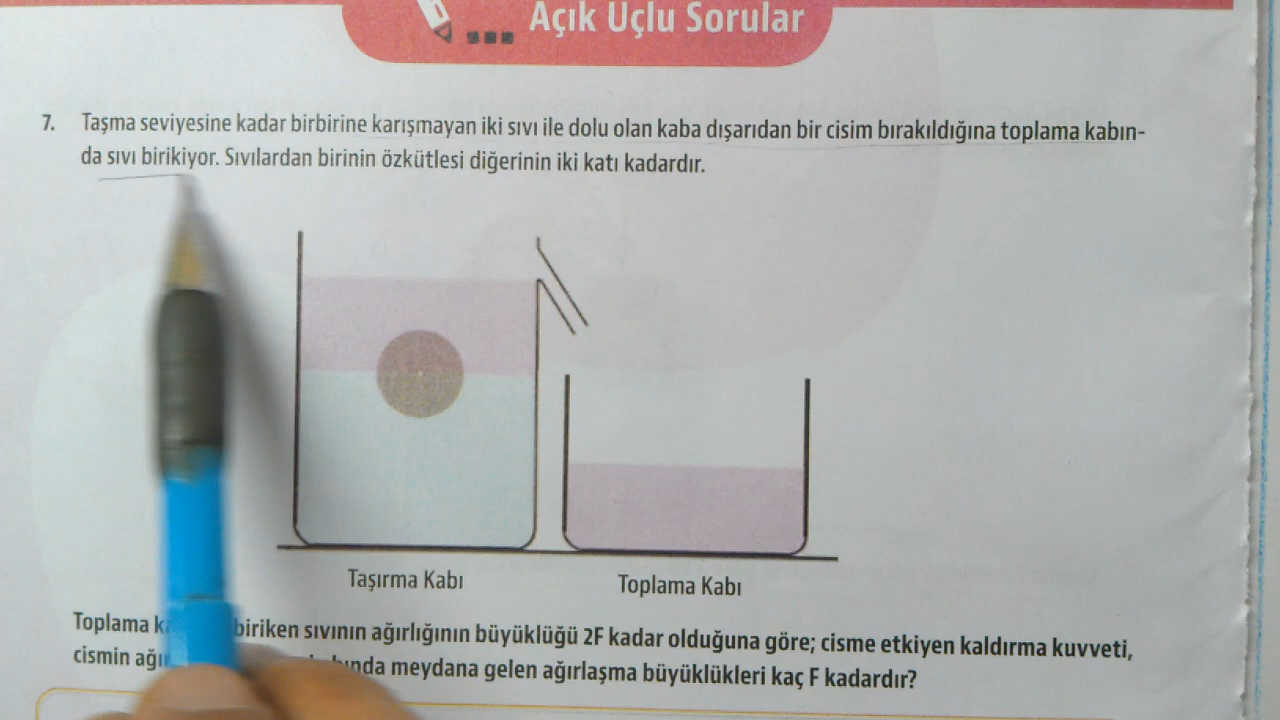 Açık Uçlu Sorular
7. Taşma seviyesine kadar birbirine karışmayan iki sıvı ile dolu olan kaba dışarıdan bir cisim bırakıldığına toplama kabın-
da sıvı birikiyor. Sıvılardan birinin özkütlesi diğerinin iki katı kadardır.
Taşırma Kabı
Toplama Kabı
Toplama biriken sıvının ağırlığının büyüklüğü 2F kadar olduğuna göre; cisme etkiyen kaldırma kuvveti,
cismin meydana gelen ağırlaşma büyüklükleri kaç F kadardır?